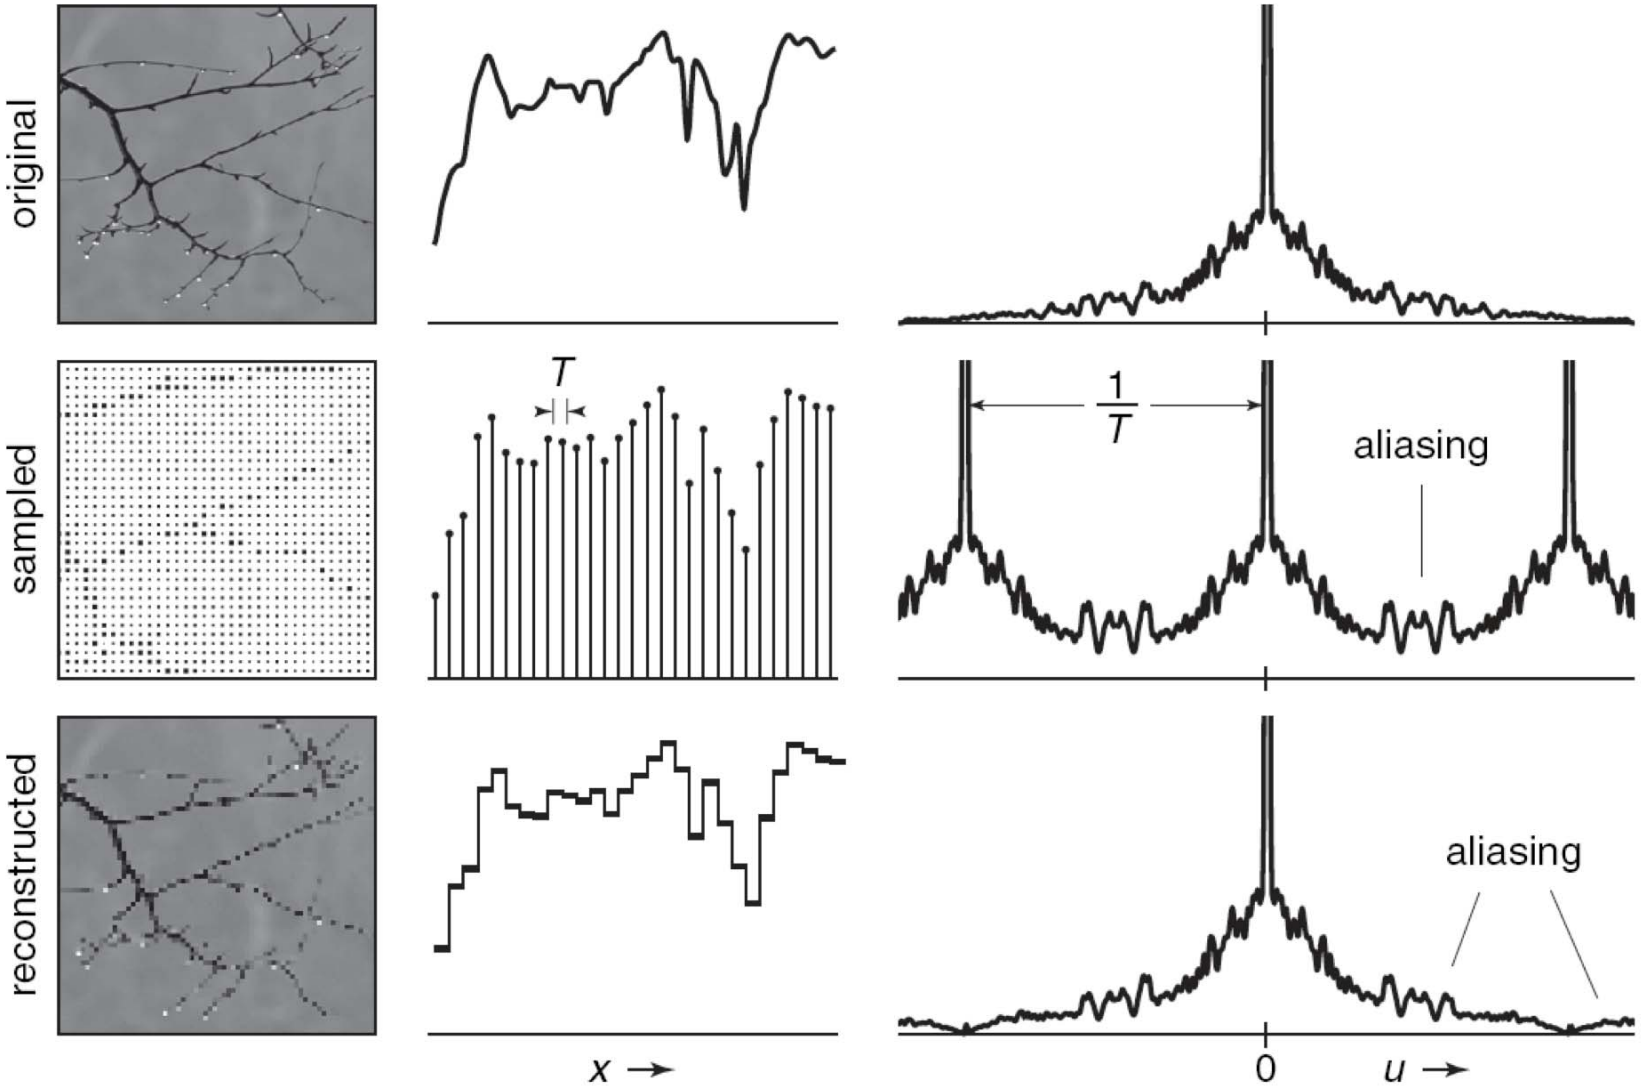 original
sampled
T
1
T
aliasing
reconstructed
aliasing
x
0
u